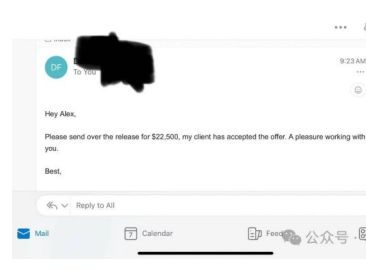 DF
To You
9:23 AM
Hey Alex,
Please send over the release for $22,500, my client has accepted the offer. A pleasure working with
you.
Best,
Reply to All
Mail
7 Calendar
Feed
公众号